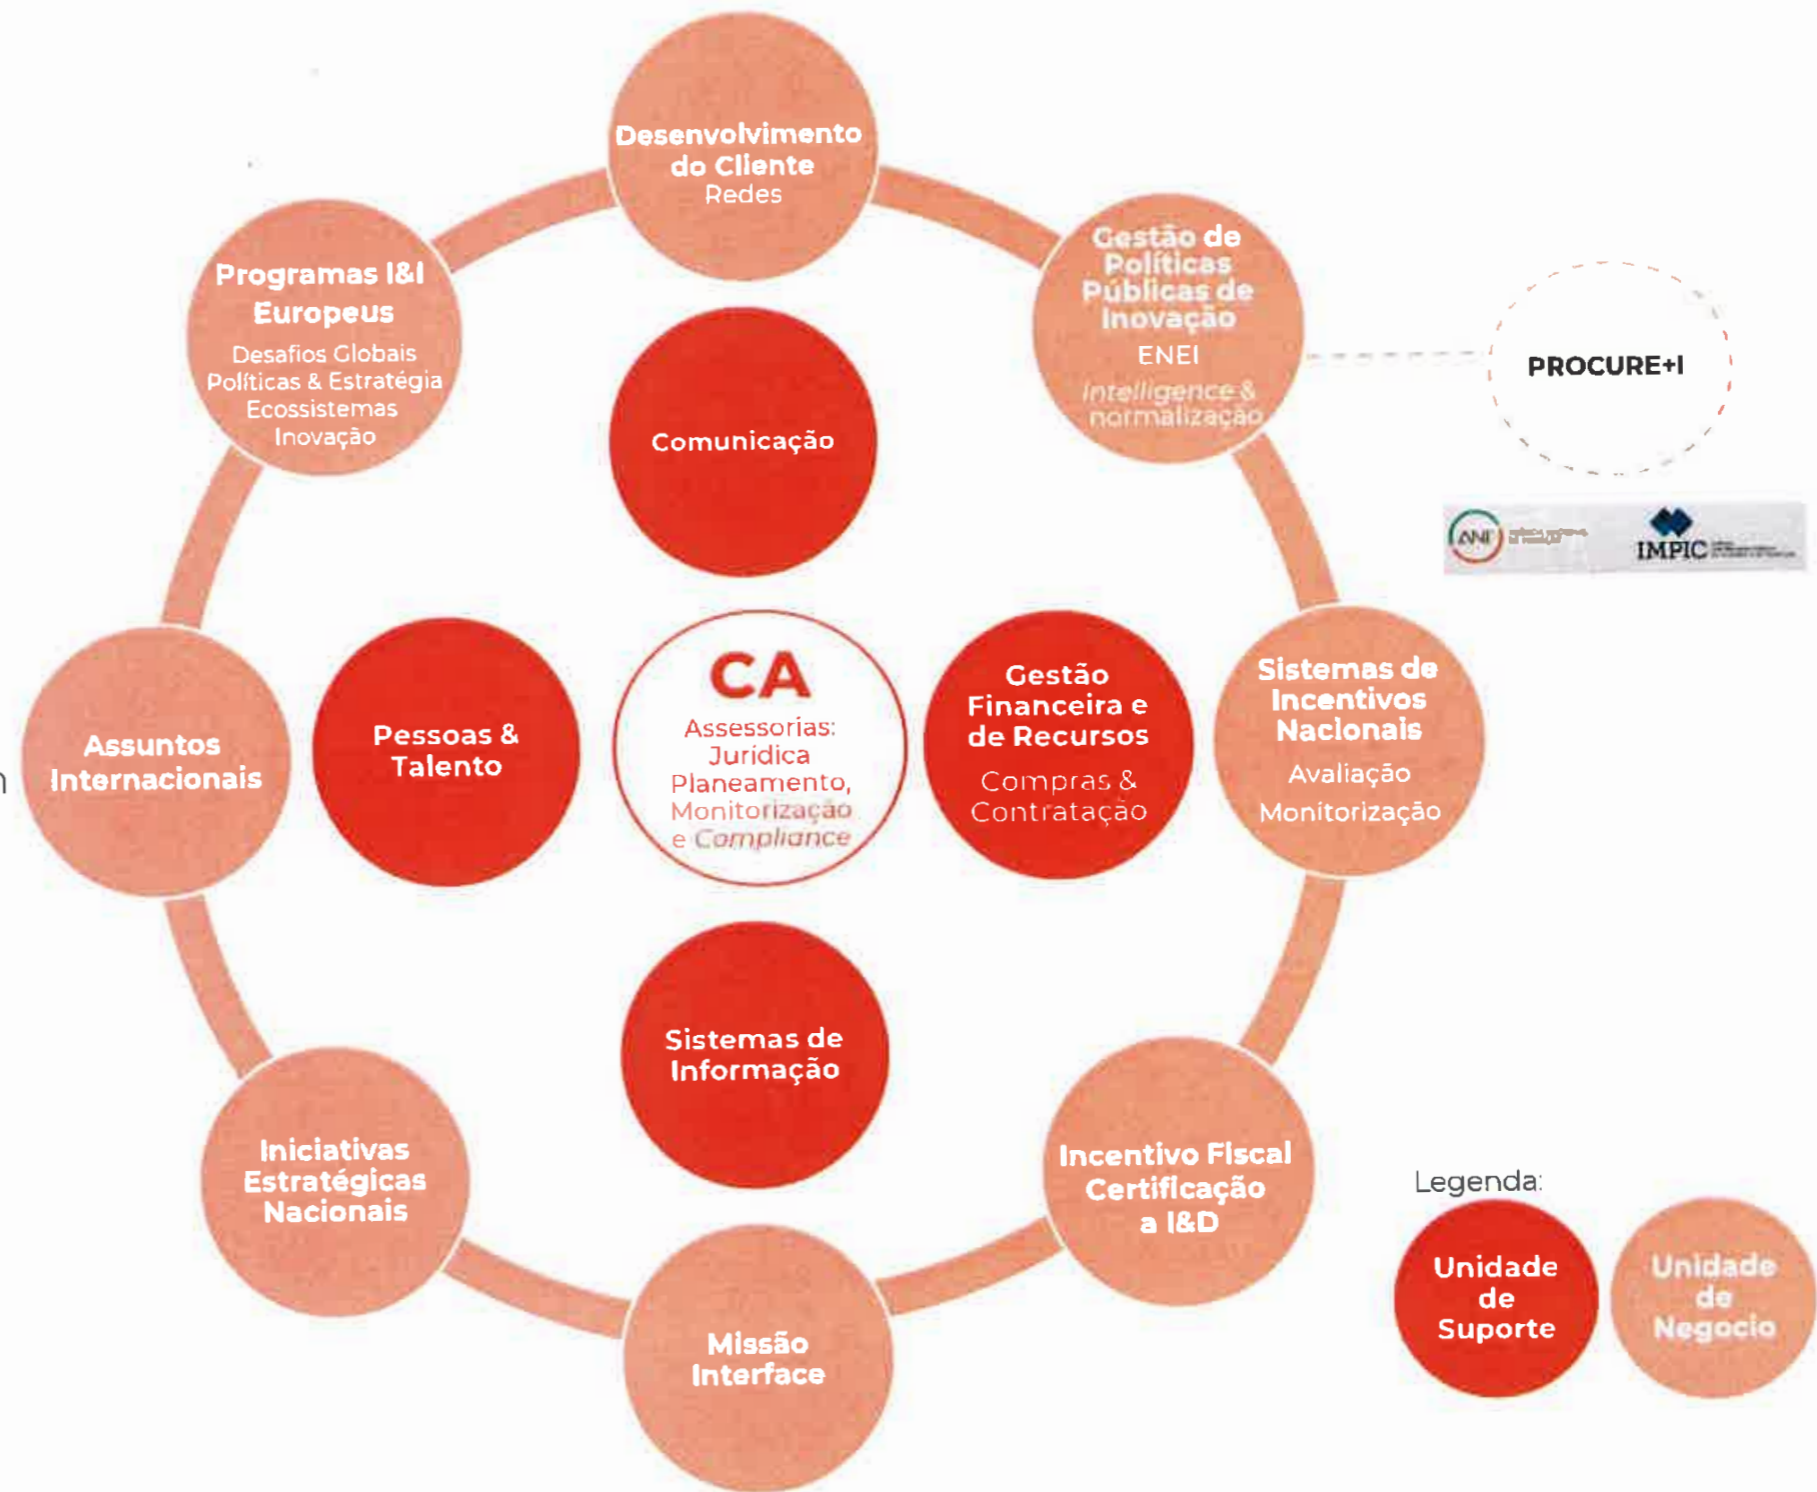 Desenvolvimento
do Cliente
Redes
Programas I&I
Europeus
Desafios Globais
Políticas & Estratégia
Ecossistemas
Inovação
Gestão de
Políticas
Públicas de
Inovação
ENEI
Intelligence &
normalização
PROCURE+I
ANI
IMPIC
Comunicação
Assuntos
Internacionais
Pessoas &
Talento
CA
Assessorias:
Jurídica
Planeamento,
Monitorização
e Compliance
Gestão
Financeira e
de Recursos
Compras &
Contratação
Sistemas de
Incentivos
Nacionais
Avaliação
Monitorização
Sistemas de
Informação
Iniciativas
Estratégicas
Nacionais
Incentivo Fiscal
Certificação
a I&D
Missão
Interface
Legenda:
Unidade
de
Suporte
Unidade
de
Negocio